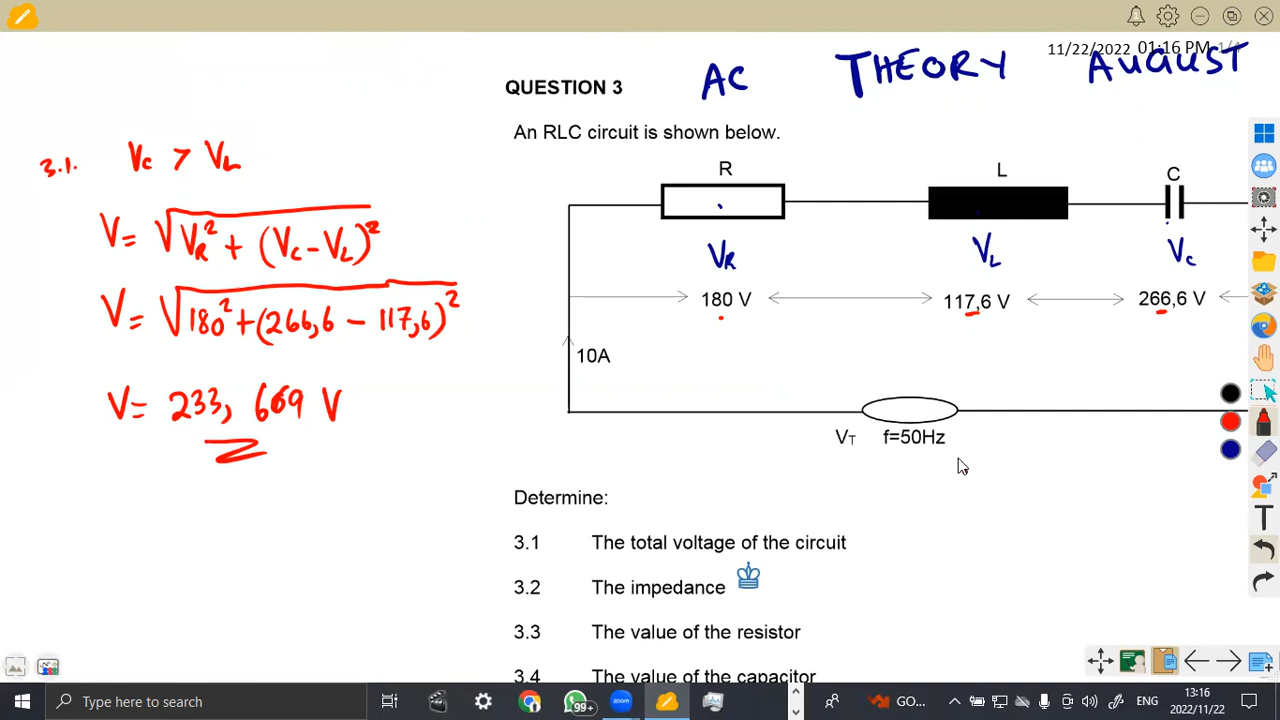 11/22/2022 01:16 PM 1/4
AC THEORY AUGUST
QUESTION 3
An RLC circuit is shown below.
3.1. Vc > VL
V = √VR² + (Vc - VL)²
V = √180² + (266,6 - 117,6)²
V = 233, 669 V
R L C
VR VL Vc
180 V 117,6 V 266,6 V
10A
VT f=50Hz
Determine:
3.1 The total voltage of the circuit
3.2 The impedance
3.3 The value of the resistor
3.4 The value of the capacitor
T
Type here to search
99+
zoom
GO...
ENG
13:16
2022/11/22